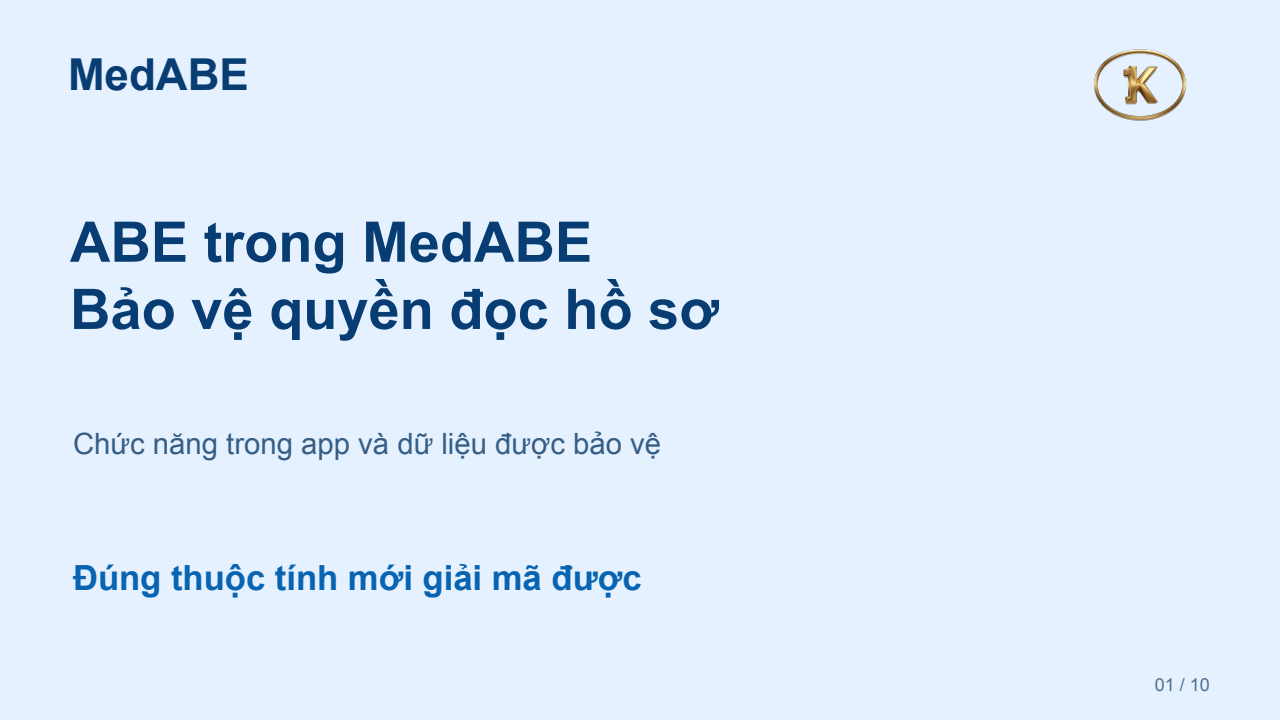 MedABE
K
ABE trong MedABE
Bảo vệ quyền đọc hồ sơ
Chức năng trong app và dữ liệu được bảo vệ
Đúng thuộc tính mới giải mã được
01 / 10